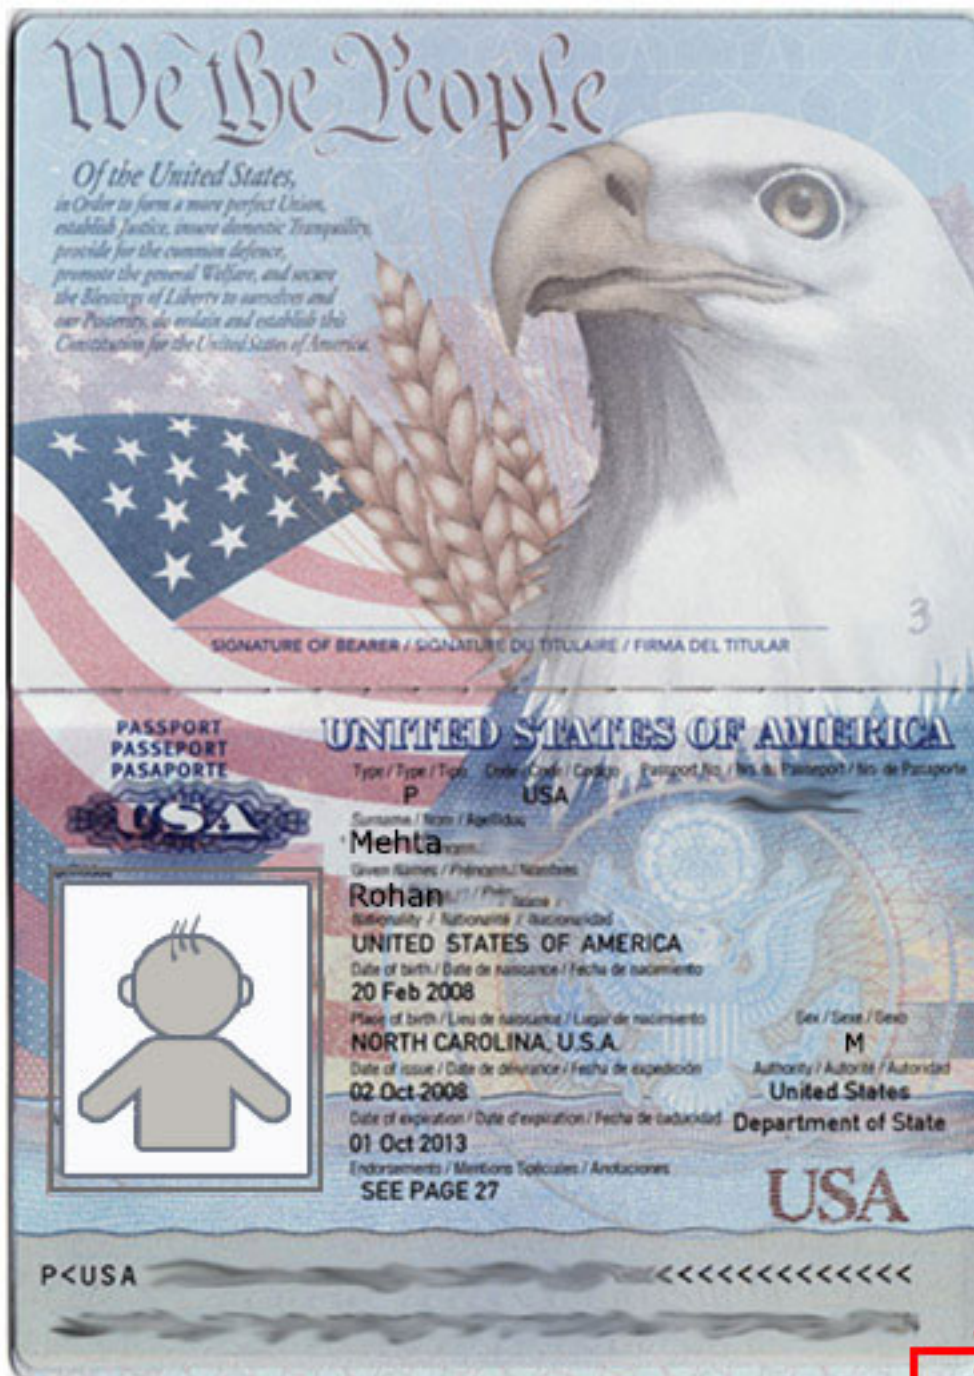 We the People
Of the United States,
in Order to form a more perfect Union,
establish Justice, insure domestic Tranquility,
provide for the common defence,
promote the general Welfare, and secure
the Blessings of Liberty to ourselves and
our Posterity, do ordain and establish this
Constitution for the United States of America.
3
SIGNATURE OF BEARER / SIGNATURE DU TITULAIRE / FIRMA DEL TITULAR
PASSPORT
PASSEPORT
PASAPORTE
USA
UNITED STATES OF AMERICA
Type / Type / Tipo Code / Code / Codigo Passport No. / No. du Passeport / No. de Pasaporte
P USA
Surname / Nom / Apellidos
Mehta
Given Names / Prénoms / Nombres
Rohan
Nationality / Nationalité / Nacionalidad
UNITED STATES OF AMERICA
Date of birth / Date de naissance / Fecha de nacimiento
20 Feb 2008
Place of birth / Lieu de naissance / Lugar de nacimiento Sex / Sexe / Sexo
NORTH CAROLINA, U.S.A. M
Date of issue / Date de délivrance / Fecha de expedición Authority / Autorité / Autoridad
02 Oct 2008 United States
Date of expiration / Date d'expiration / Fecha de caducidad Department of State
01 Oct 2013
Endorsements / Mentions Spéciales / Anotaciones
SEE PAGE 27
USA
P<USA <<<<<<<<<<<<<